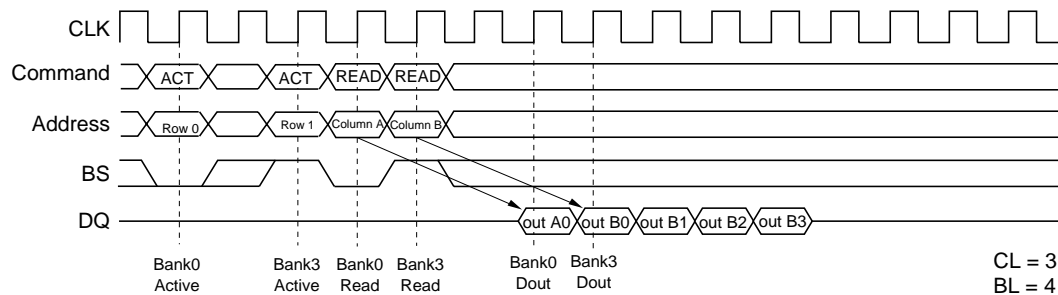 CLK
Command ACT ACT READ READ
Address Row 0 Row 1 Column A Column B
BS
DQ out A0 out B0 out B1 out B2 out B3
Bank0 Active
Bank3 Active
Bank0 Read
Bank3 Read
Bank0 Dout
Bank3 Dout
CL = 3
BL = 4